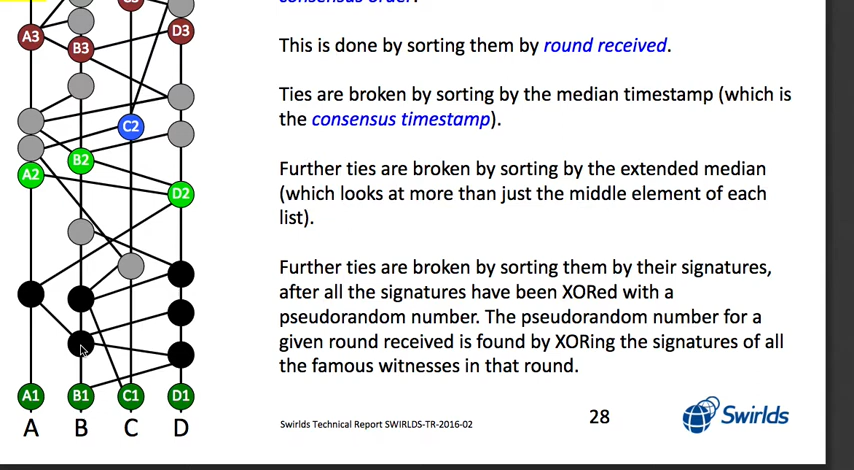 consensus order.
This is done by sorting them by round received.
Ties are broken by sorting by the median timestamp (which is
the consensus timestamp).
Further ties are broken by sorting by the extended median
(which looks at more than just the middle element of each
list).
Further ties are broken by sorting them by their signatures,
after all the signatures have been XORed with a
pseudorandom number. The pseudorandom number for a
given round received is found by XORing the signatures of all
the famous witnesses in that round.
A3
B3
D3
C2
B2
A2
D2
A1 B1 C1 D1
A B C D
Swirlds Technical Report SWIRLDS-TR-2016-02
28
Swirlds